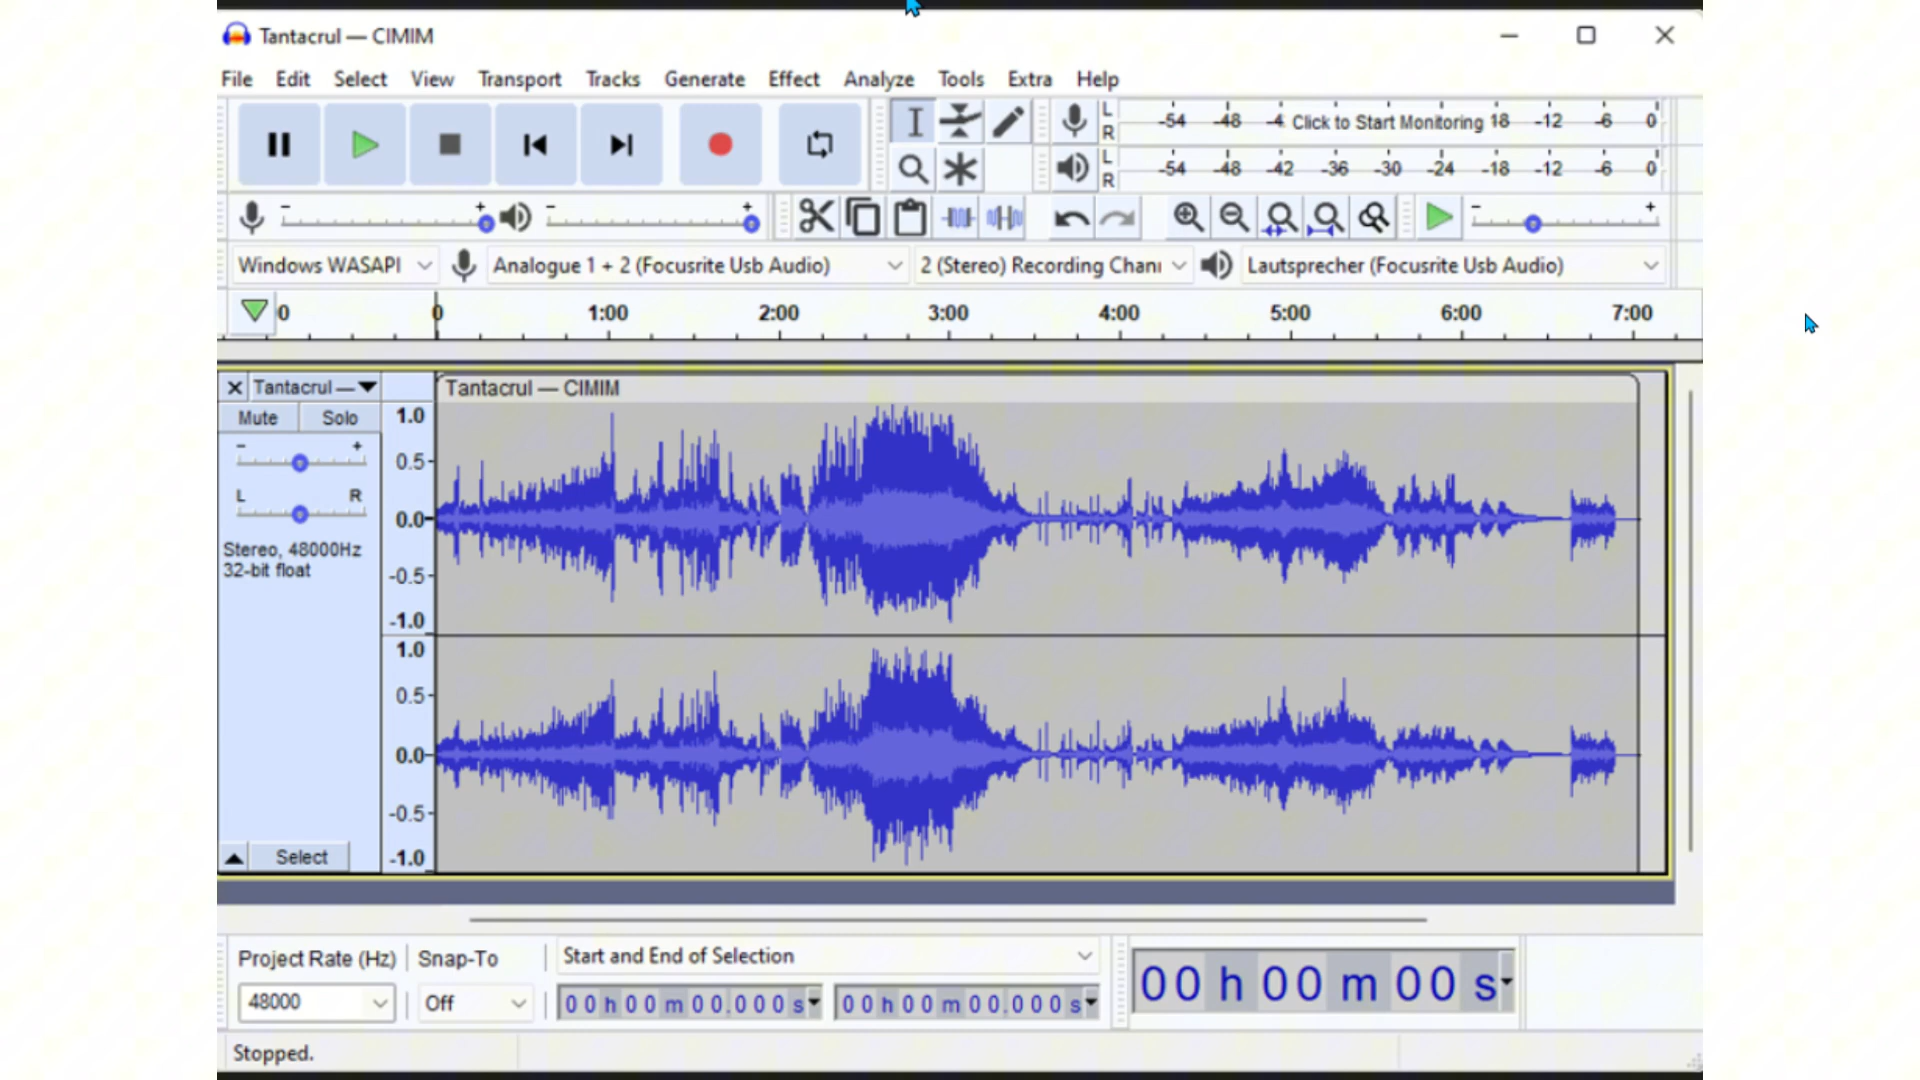 Tantacrul — CIMIM
File Edit Select View Transport Tracks Generate Effect Analyze Tools Extra Help
L R -54 -48 -4 Click to Start Monitoring 18 -12 -6 0
L R -54 -48 -42 -36 -30 -24 -18 -12 -6 0
- + - + - +
Windows WASAPI Analogue 1 + 2 (Focusrite Usb Audio) 2 (Stereo) Recording Chan Lautsprecher (Focusrite Usb Audio)
0 0 1:00 2:00 3:00 4:00 5:00 6:00 7:00
Tantacrul — Tantacrul — CIMIM
Mute Solo
- +
L R
Stereo, 48000Hz
32-bit float
Select
1.0
0.5
0.0
-0.5
-1.0
1.0
0.5
0.0
-0.5
-1.0
Project Rate (Hz) Snap-To Start and End of Selection
48000 Off 00 h 00 m 00.000 s 00 h 00 m 00.000 s 00 h 00 m 00 s
Stopped.